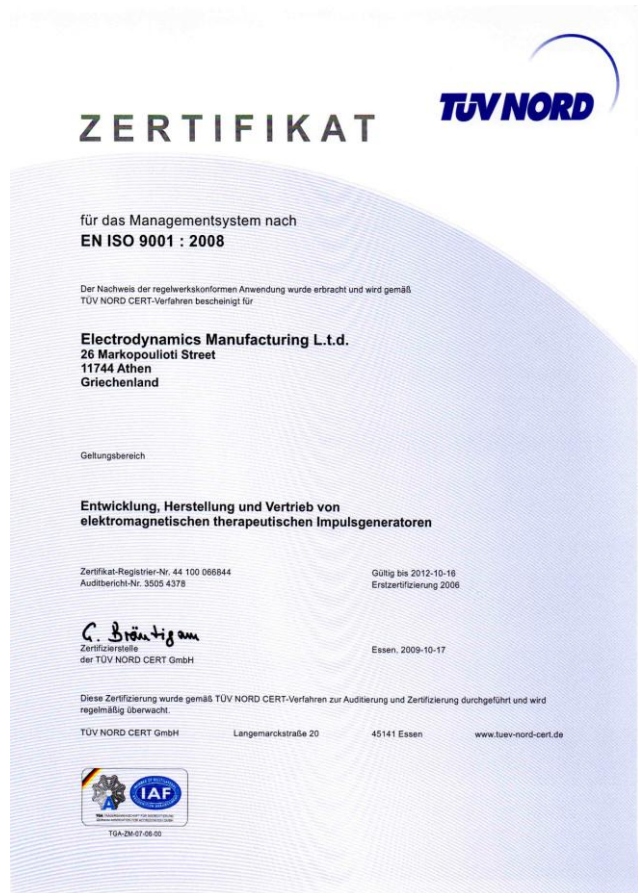 TÜV NORD
ZERTIFIKAT
für das Managementsystem nach
EN ISO 9001 : 2008
Der Nachweis der regelwerkskonformen Anwendung wurde erbracht und wird gemäß
TÜV NORD CERT-Verfahren bescheinigt für
Electrodynamics Manufacturing L.t.d.
26 Markopoulioti Street
11744 Athen
Griechenland
Geltungsbereich
Entwicklung, Herstellung und Vertrieb von
elektromagnetischen therapeutischen Impulsgeneratoren
Zertifikat-Registrier-Nr. 44 100 066844
Auditbericht-Nr. 3505 4378
Gültig bis 2012-10-16
Erstzertifizierung 2006
G. Bräutigam
Zertifizierstelle
der TÜV NORD CERT GmbH
Essen, 2009-10-17
Diese Zertifizierung wurde gemäß TÜV NORD CERT-Verfahren zur Auditierung und Zertifizierung durchgeführt und wird
regelmäßig überwacht.
TÜV NORD CERT GmbH Langemarckstraße 20 45141 Essen www.tuev-nord-cert.de
IAF
TGA-ZM-07-06-00